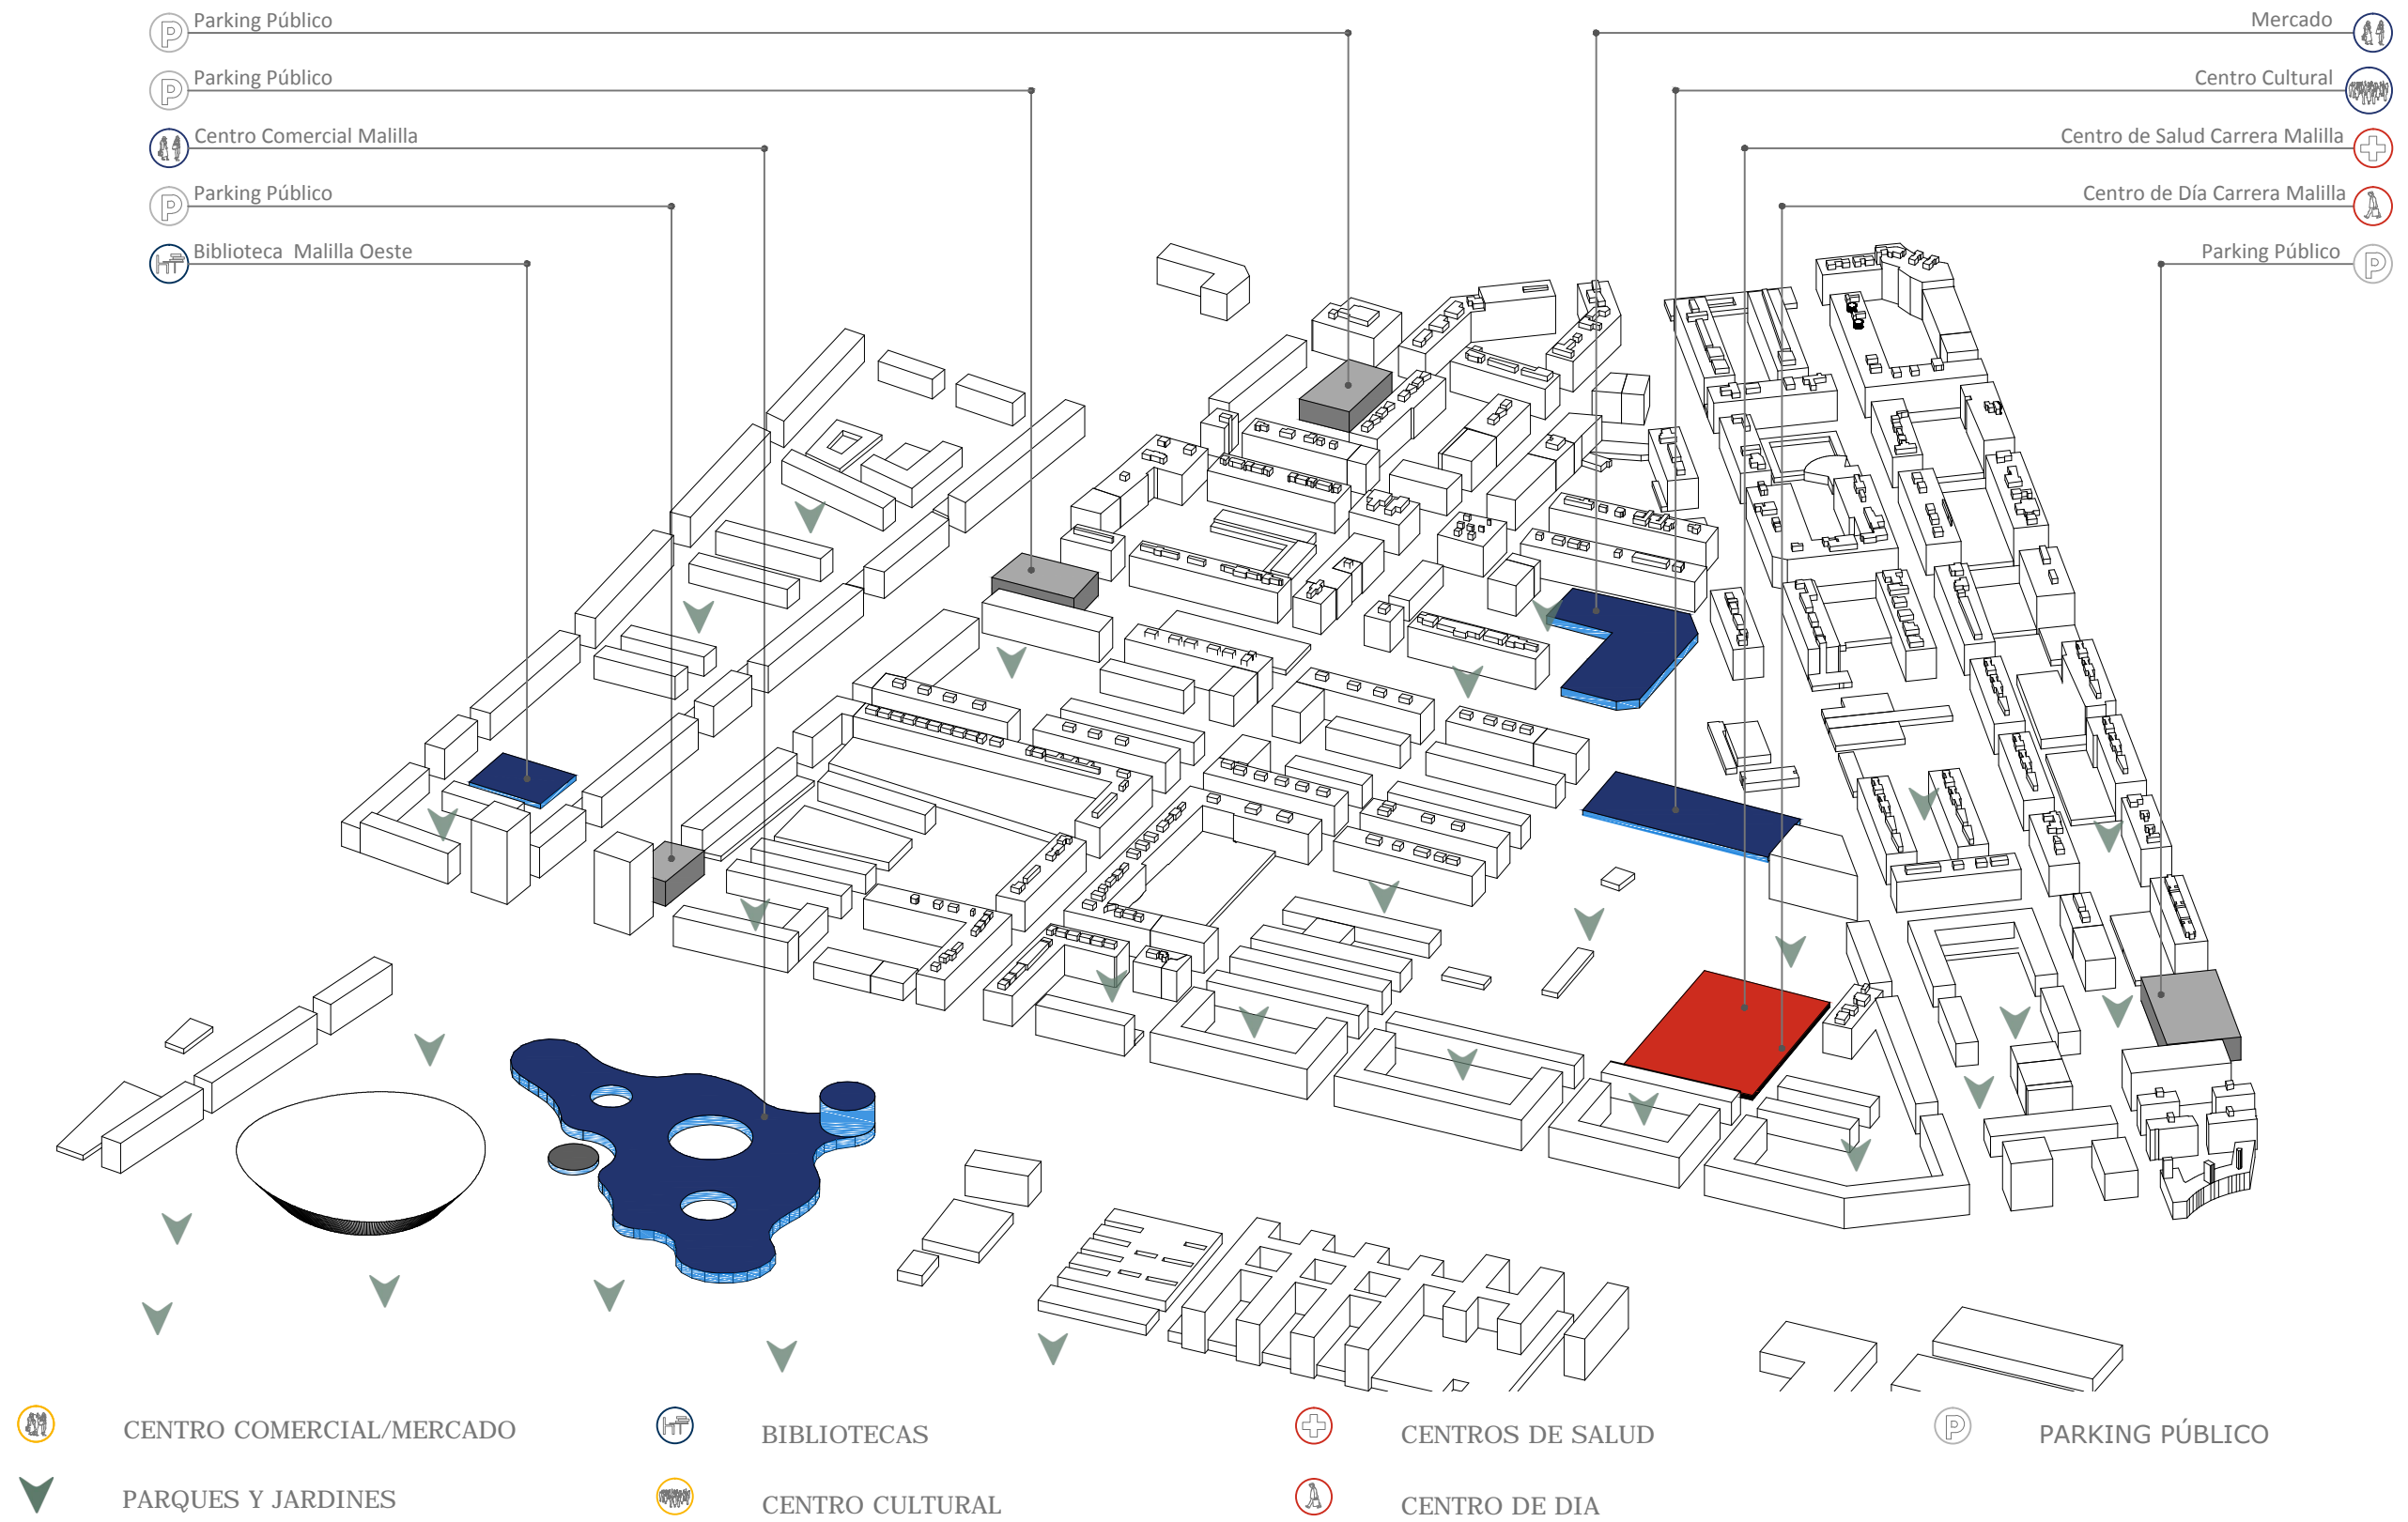 Parking Público
Parking Público
Centro Comercial Malilla
Parking Público
Biblioteca Malilla Oeste
Mercado
Centro Cultural
Centro de Salud Carrera Malilla
Centro de Día Carrera Malilla
Parking Público
CENTRO COMERCIAL/MERCADO
BIBLIOTECAS
CENTROS DE SALUD
PARKING PÚBLICO
PARQUES Y JARDINES
CENTRO CULTURAL
CENTRO DE DIA